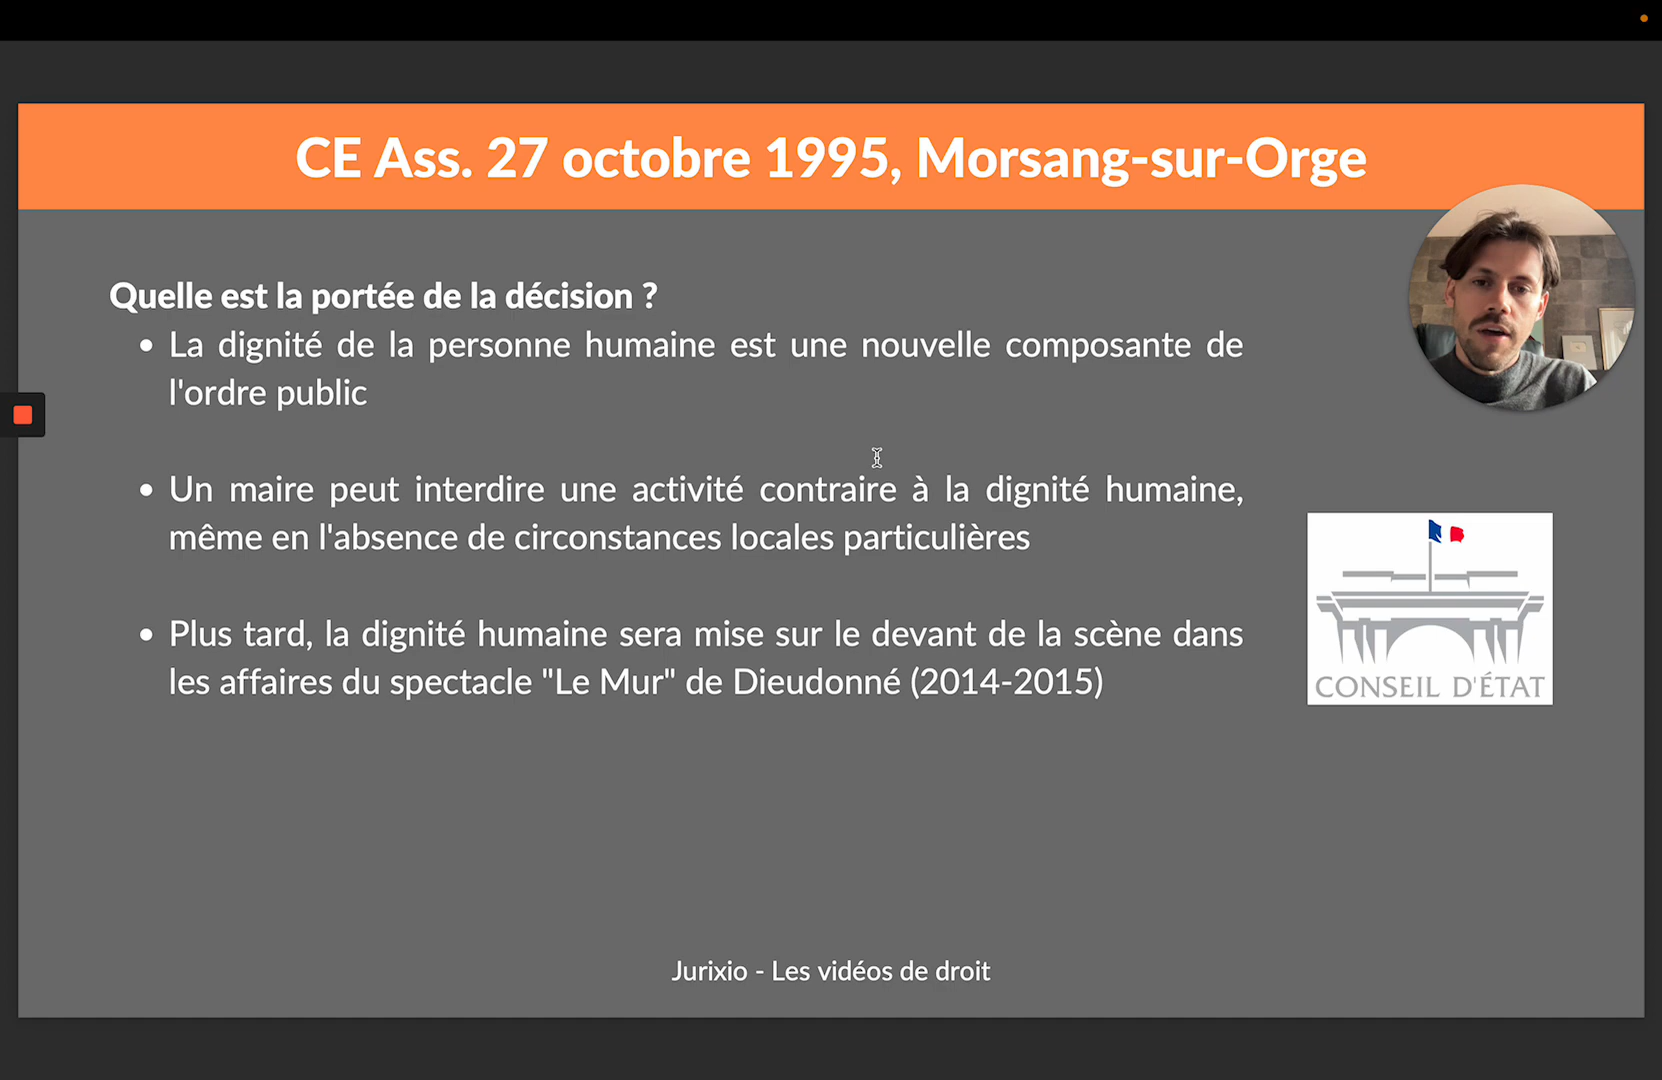 CE Ass. 27 octobre 1995, Morsang-sur-Orge
Quelle est la portée de la décision ?
• La dignité de la personne humaine est une nouvelle composante de
l'ordre public
• Un maire peut interdire une activité contraire à la dignité humaine,
même en l'absence de circonstances locales particulières
• Plus tard, la dignité humaine sera mise sur le devant de la scène dans
les affaires du spectacle "Le Mur" de Dieudonné (2014-2015)
CONSEIL D'ÉTAT
Jurixio - Les vidéos de droit